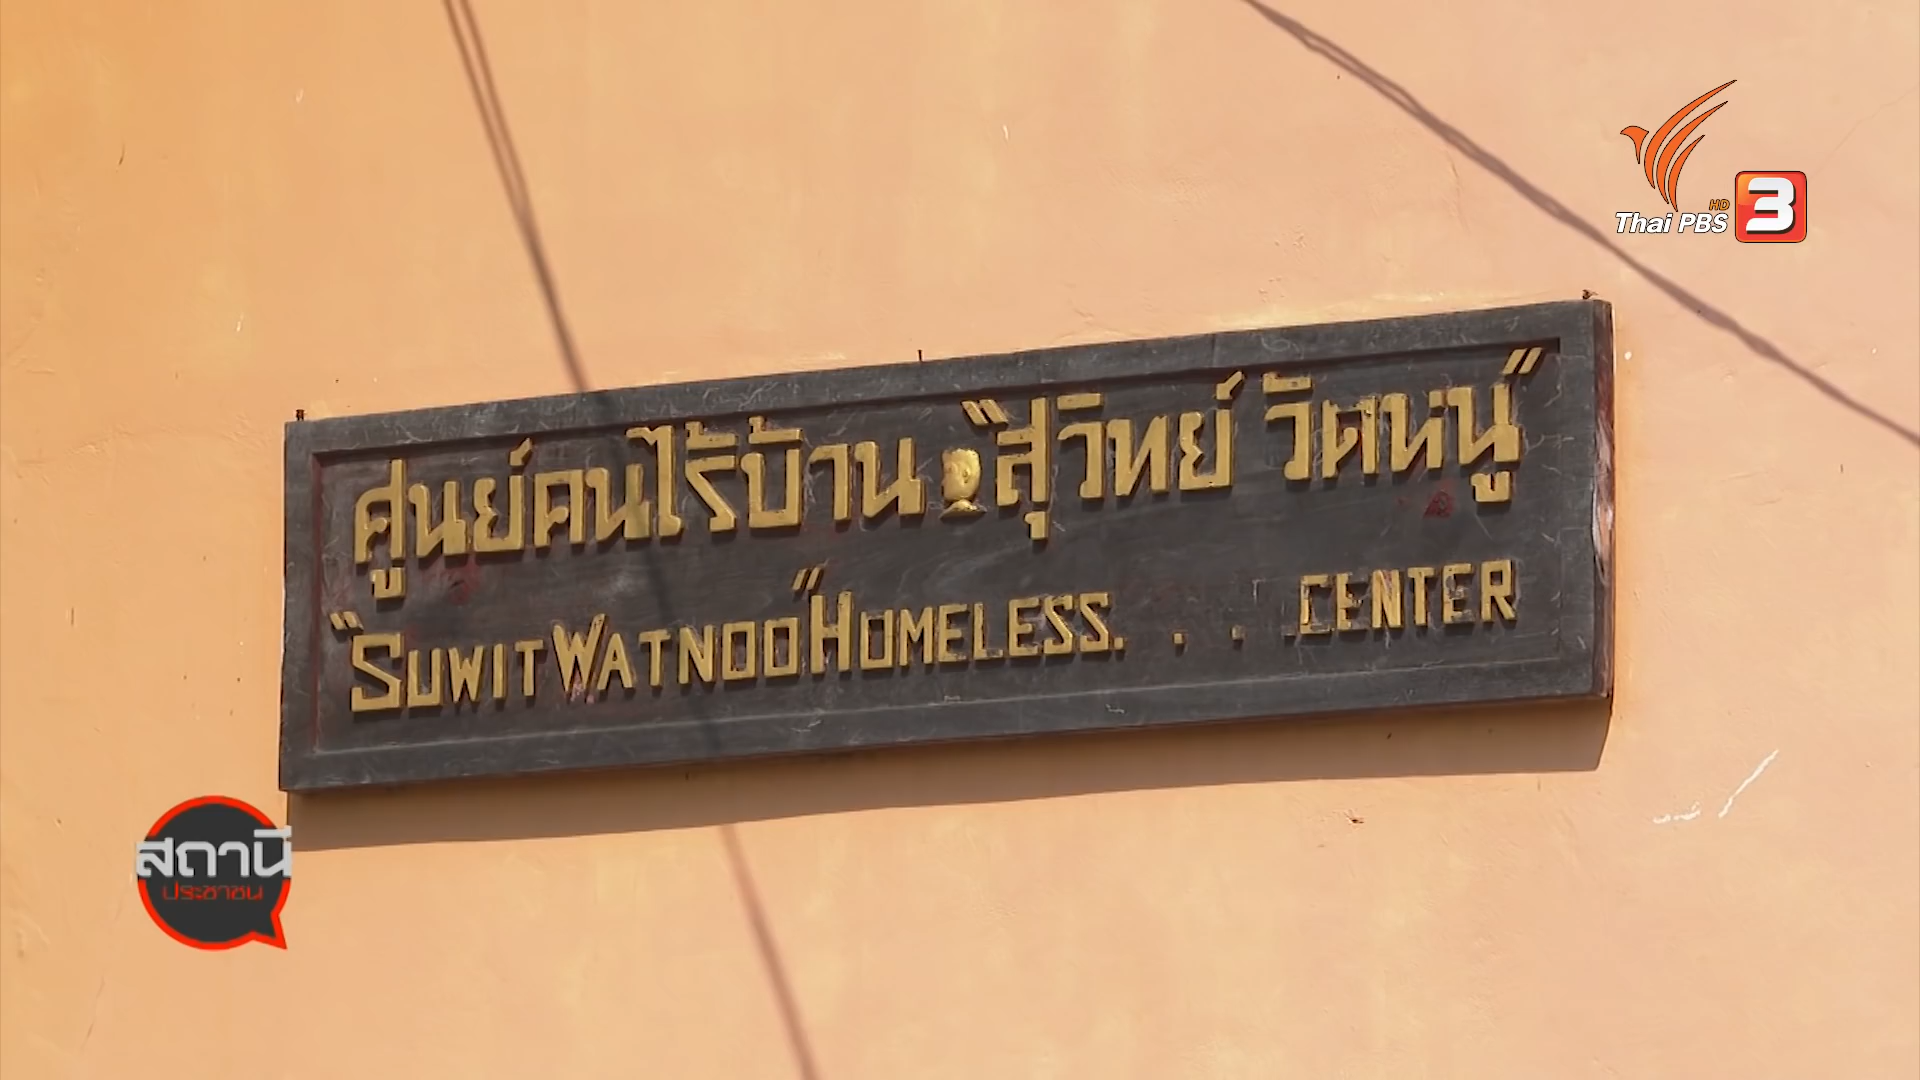 HD
Thai PBS 3
ศูนย์คนไร้บ้าน "สุวิทย์ วัดหนู"
"SUWIT WATNOO" HOMELESS. . . .CENTER
สถานี
ประชาชน